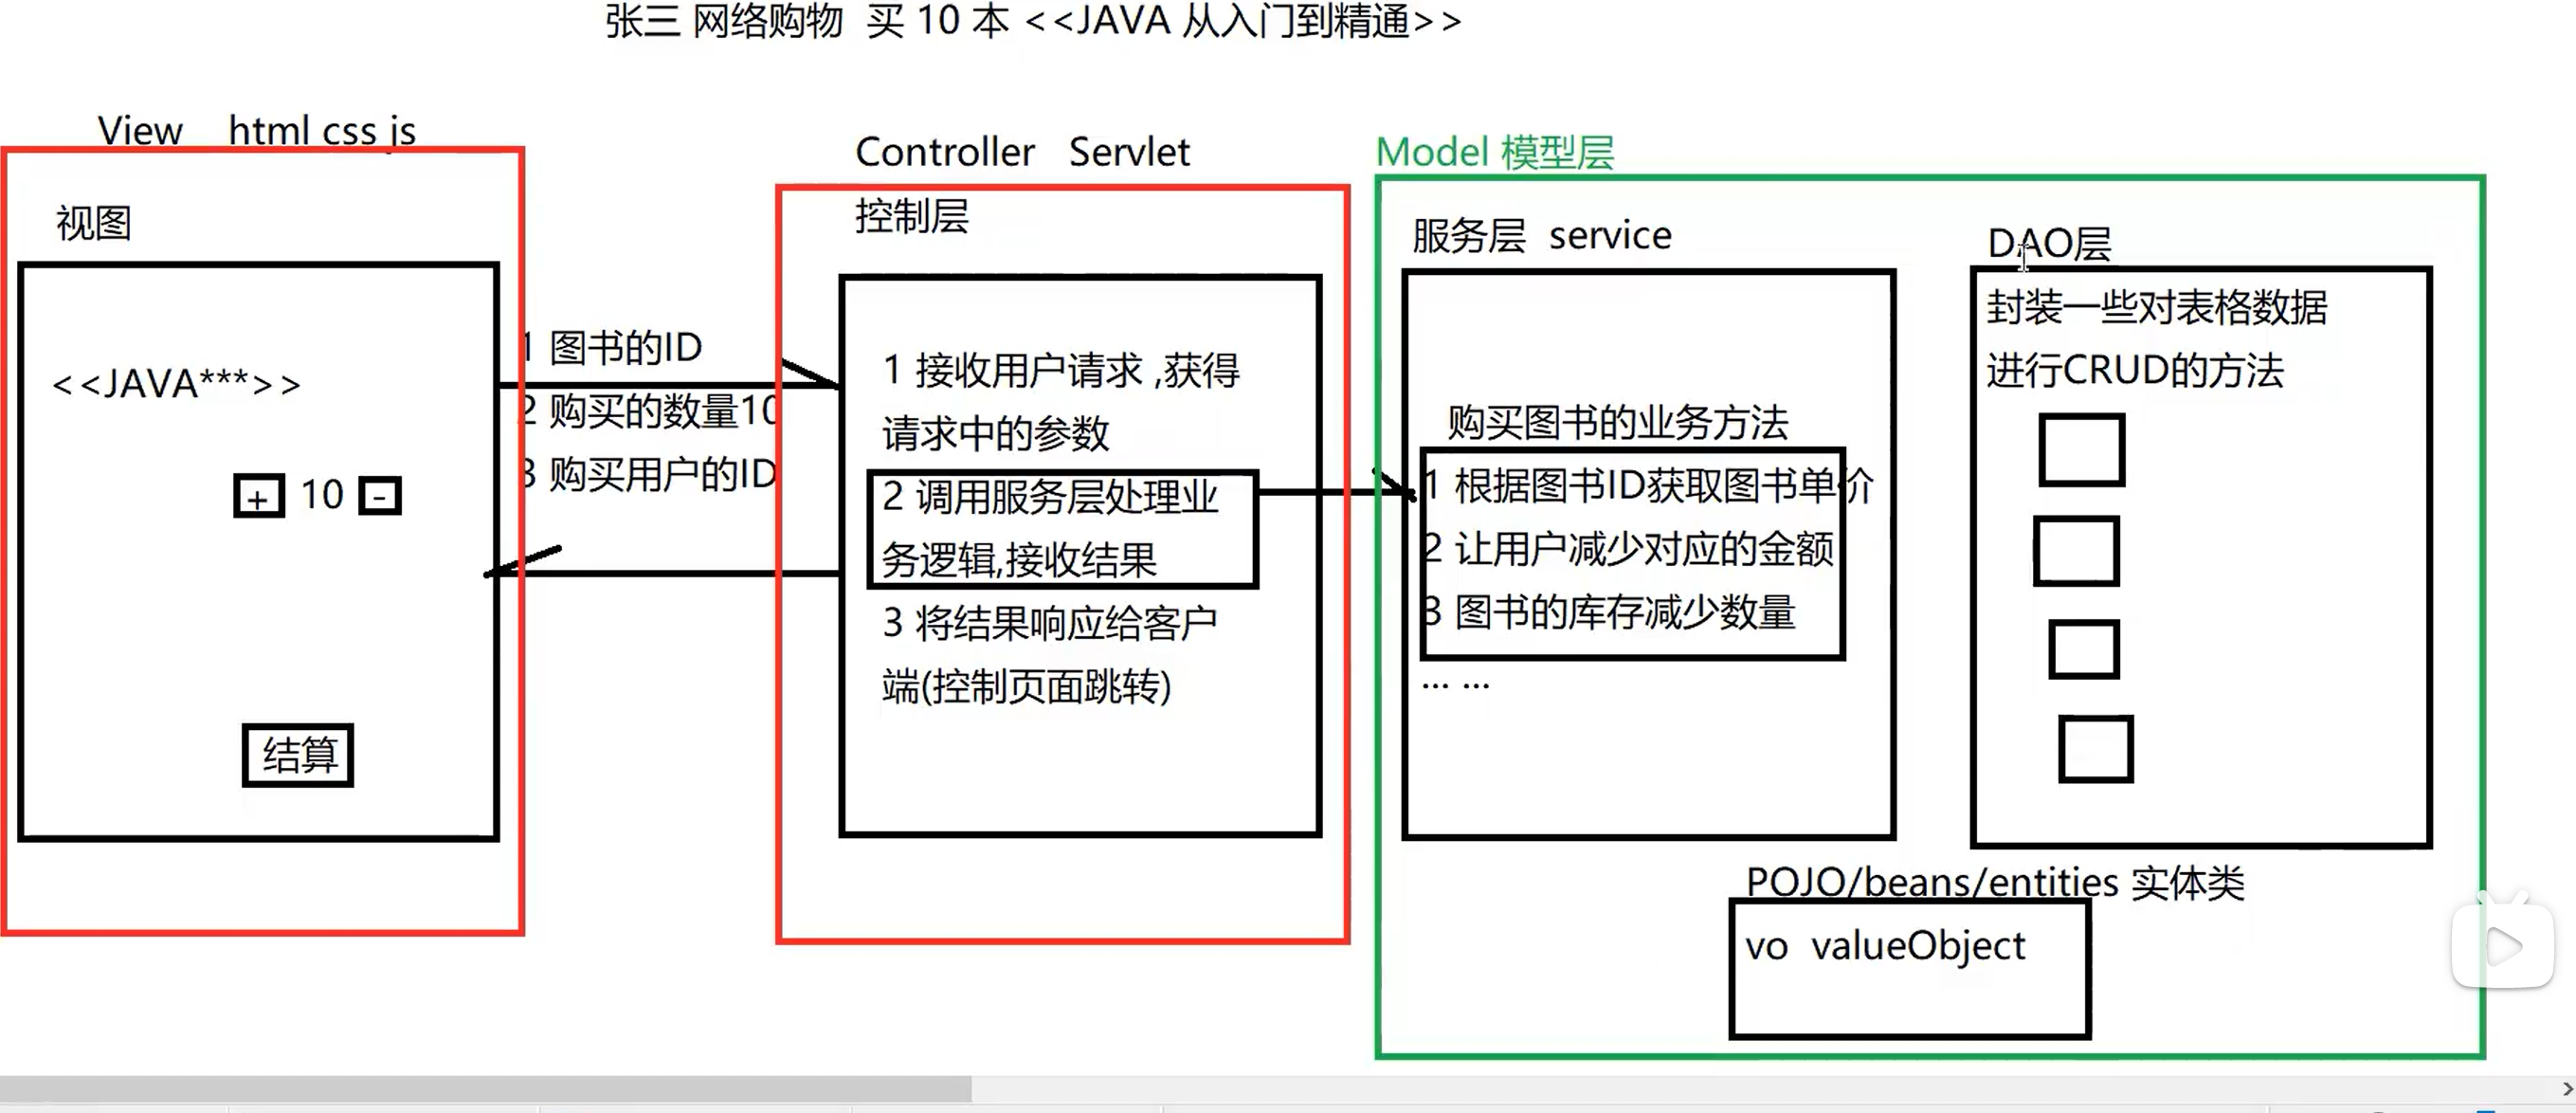 张三 网络购物 买 10 本 <<JAVA 从入门到精通>>
View html css js
视图
<<JAVA***>>
+ 10 -
结算
1 图书的ID
2 购买的数量10
3 购买用户的ID
Controller Servlet
控制层
1 接收用户请求 ,获得
请求中的参数
2 调用服务层处理业
务逻辑,接收结果
3 将结果响应给客户
端(控制页面跳转)
Model 模型层
服务层 service
购买图书的业务方法
1 根据图书ID获取图书单价
2 让用户减少对应的金额
3 图书的库存减少数量
... ...
DAO层
封装一些对表格数据
进行CRUD的方法
POJO/beans/entities 实体类
vo valueObject